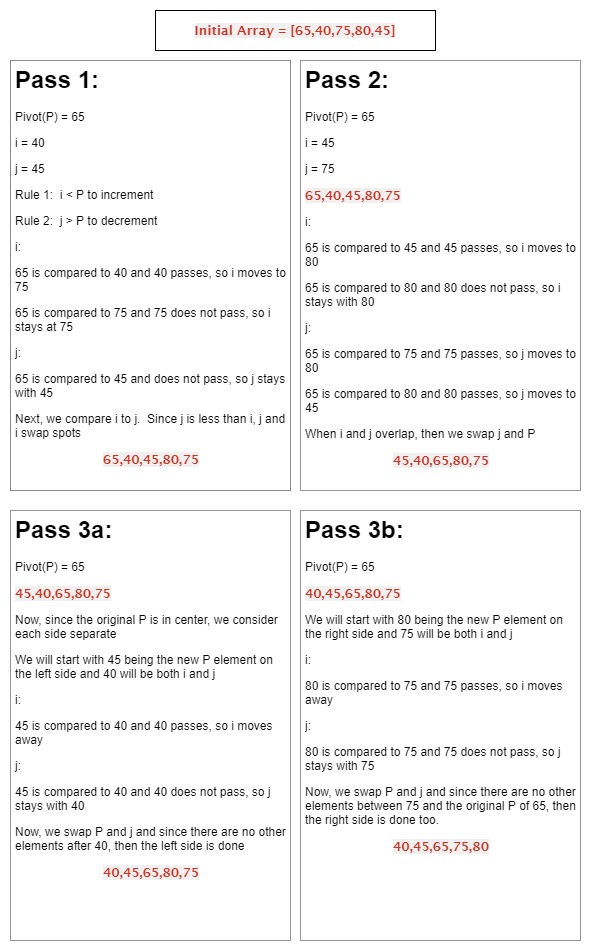 Initial Array = [65,40,75,80,45]
Pass 1:
Pivot(P) = 65
i = 40
j = 45
Rule 1:  i < P to increment
Rule 2:  j > P to decrement
i:
65 is compared to 40 and 40 passes, so i moves to
75
65 is compared to 75 and 75 does not pass, so i
stays at 75
j:
65 is compared to 45 and does not pass, so j stays
with 45
Next, we compare i to j.  Since j is less than i, j and
i swap spots
65,40,45,80,75
Pass 2:
Pivot(P) = 65
i = 45
j = 75
65,40,45,80,75
i:
65 is compared to 45 and 45 passes, so i moves to
80
65 is compared to 80 and 80 does not pass, so i
stays with 80
j:
65 is compared to 75 and 75 passes, so j moves to
80
65 is compared to 80 and 80 passes, so j moves to
45
When i and j overlap, then we swap j and P
45,40,65,80,75
Pass 3a:
Pivot(P) = 65
45,40,65,80,75
Now, since the original P is in center, we consider
each side separate
We will start with 45 being the new P element on
the left side and 40 will be both i and j
i:
45 is compared to 40 and 40 passes, so i moves
away
j:
45 is compared to 40 and 40 does not pass, so j
stays with 40
Now, we swap P and j and since there are no other
elements after 40, then the left side is done
40,45,65,80,75
Pass 3b:
Pivot(P) = 65
40,45,65,80,75
We will start with 80 being the new P element on
the right side and 75 will be both i and j
i:
80 is compared to 75 and 75 passes, so i moves
away
j:
80 is compared to 75 and 75 does not pass, so j
stays with 75
Now, we swap P and j and since there are no other
elements between 75 and the original P of 65, then
the right side is done too.
40,45,65,75,80